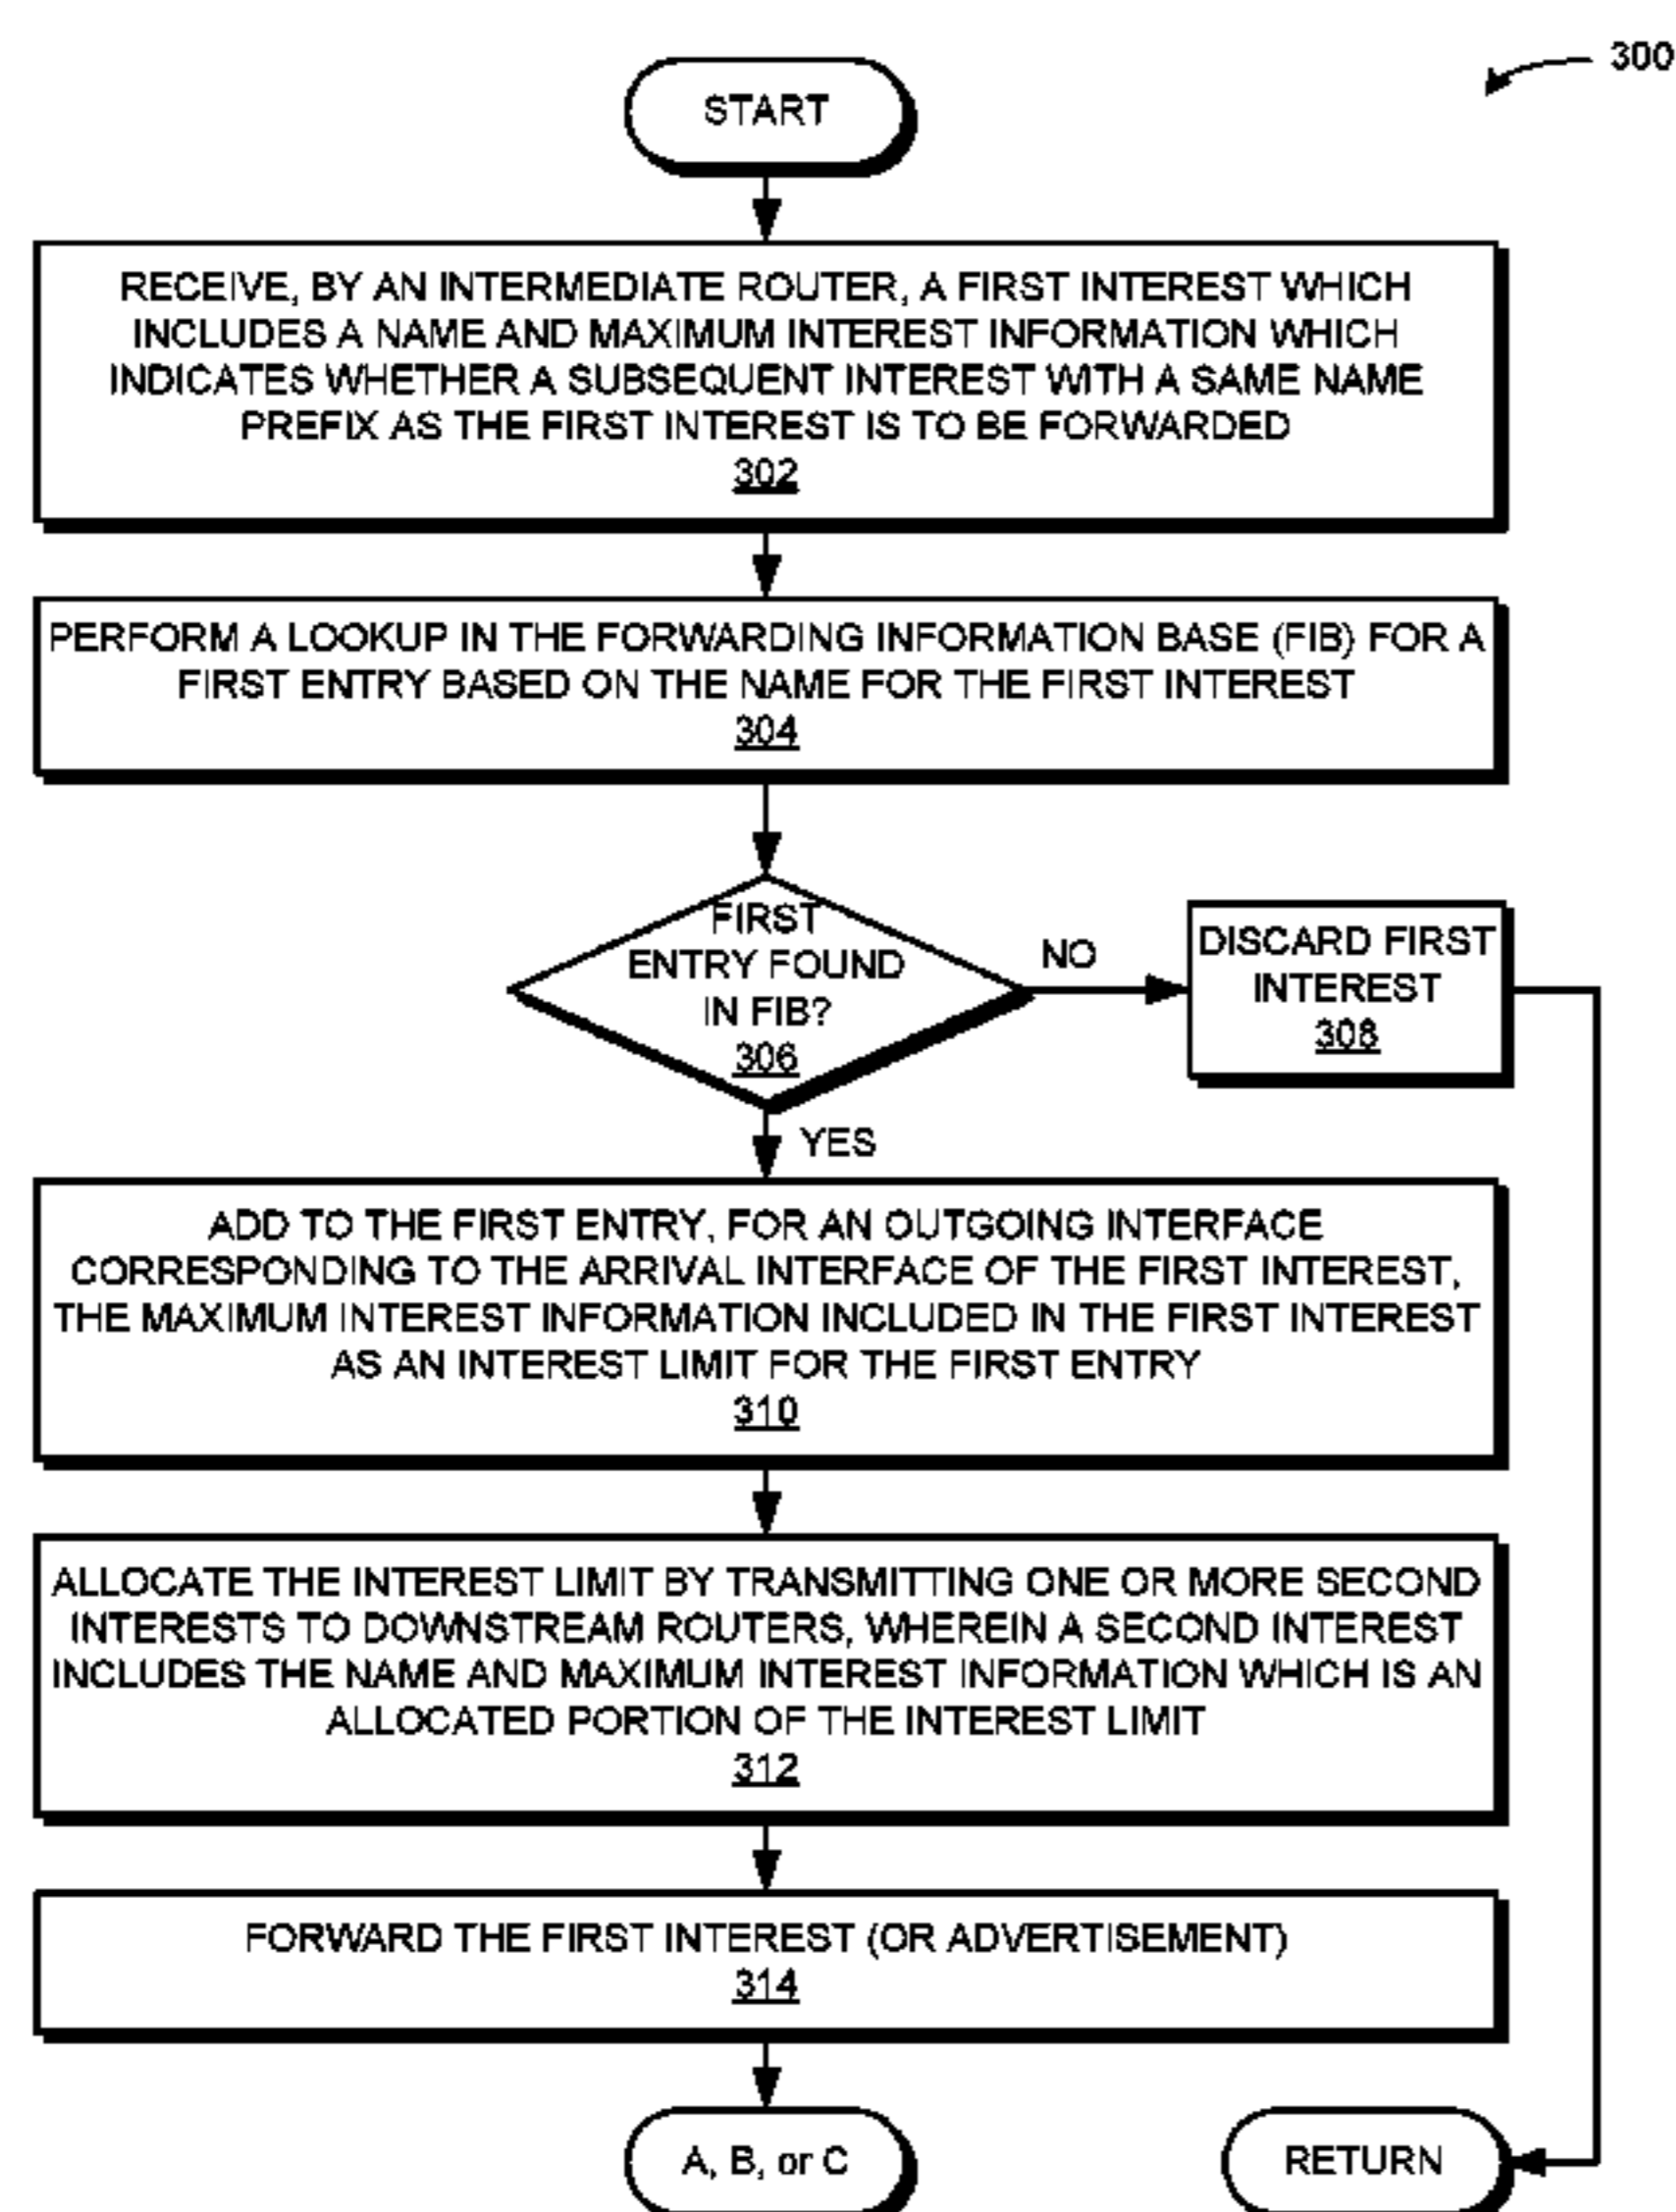 300
START
RECEIVE, BY AN INTERMEDIATE ROUTER, A FIRST INTEREST WHICH
INCLUDES A NAME AND MAXIMUM INTEREST INFORMATION WHICH
INDICATES WHETHER A SUBSEQUENT INTEREST WITH A SAME NAME
PREFIX AS THE FIRST INTEREST IS TO BE FORWARDED
302
PERFORM A LOOKUP IN THE FORWARDING INFORMATION BASE (FIB) FOR A
FIRST ENTRY BASED ON THE NAME FOR THE FIRST INTEREST
304
FIRST
ENTRY FOUND
IN FIB?
306
NO
DISCARD FIRST
INTEREST
308
YES
ADD TO THE FIRST ENTRY, FOR AN OUTGOING INTERFACE
CORRESPONDING TO THE ARRIVAL INTERFACE OF THE FIRST INTEREST,
THE MAXIMUM INTEREST INFORMATION INCLUDED IN THE FIRST INTEREST
AS AN INTEREST LIMIT FOR THE FIRST ENTRY
310
ALLOCATE THE INTEREST LIMIT BY TRANSMITTING ONE OR MORE SECOND
INTERESTS TO DOWNSTREAM ROUTERS, WHEREIN A SECOND INTEREST
INCLUDES THE NAME AND MAXIMUM INTEREST INFORMATION WHICH IS AN
ALLOCATED PORTION OF THE INTEREST LIMIT
312
FORWARD THE FIRST INTEREST (OR ADVERTISEMENT)
314
A, B, or C
RETURN